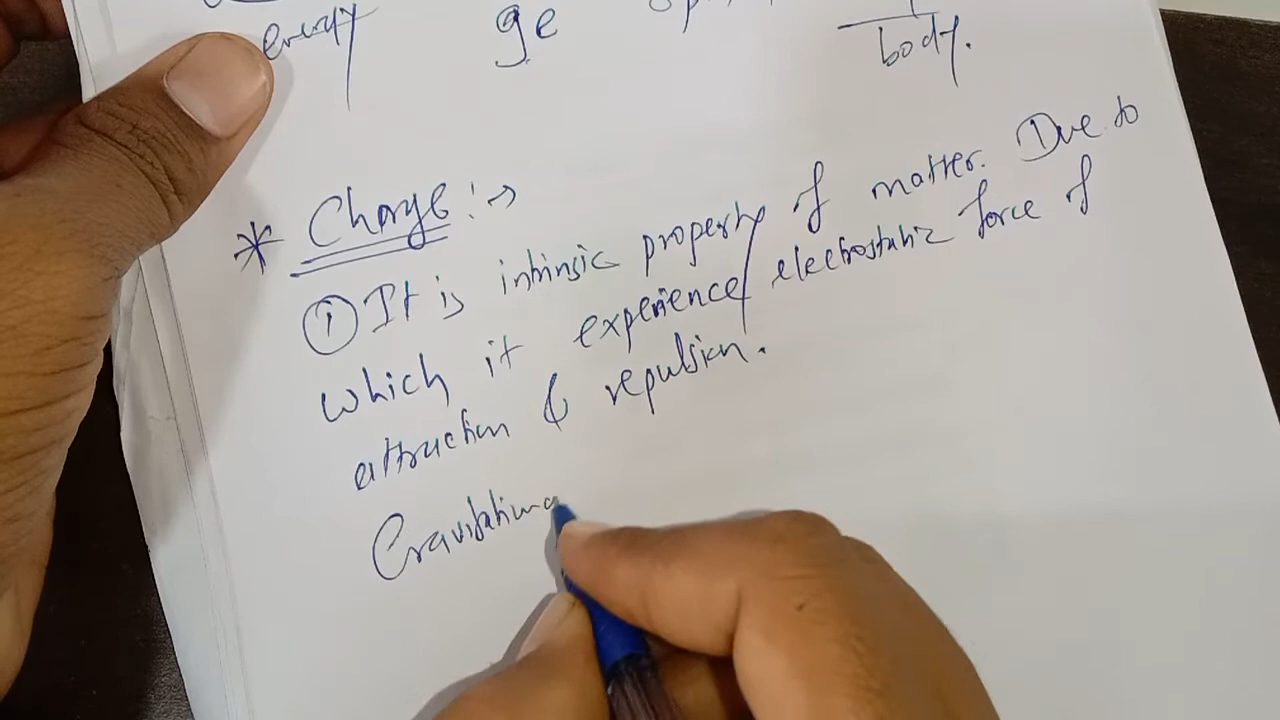 energy ge
body.
* Charge :→
① It is intrinsic property of matter. Due to
which it experience electrostatic force of
attraction & repulsion.
Gravitationa